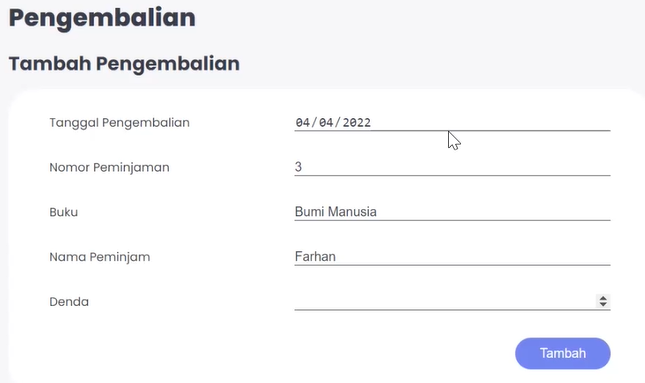 Pengembalian
Tambah Pengembalian
Tanggal Pengembalian 04/04/2022
Nomor Peminjaman 3
Buku Bumi Manusia
Nama Peminjam Farhan
Denda
Tambah